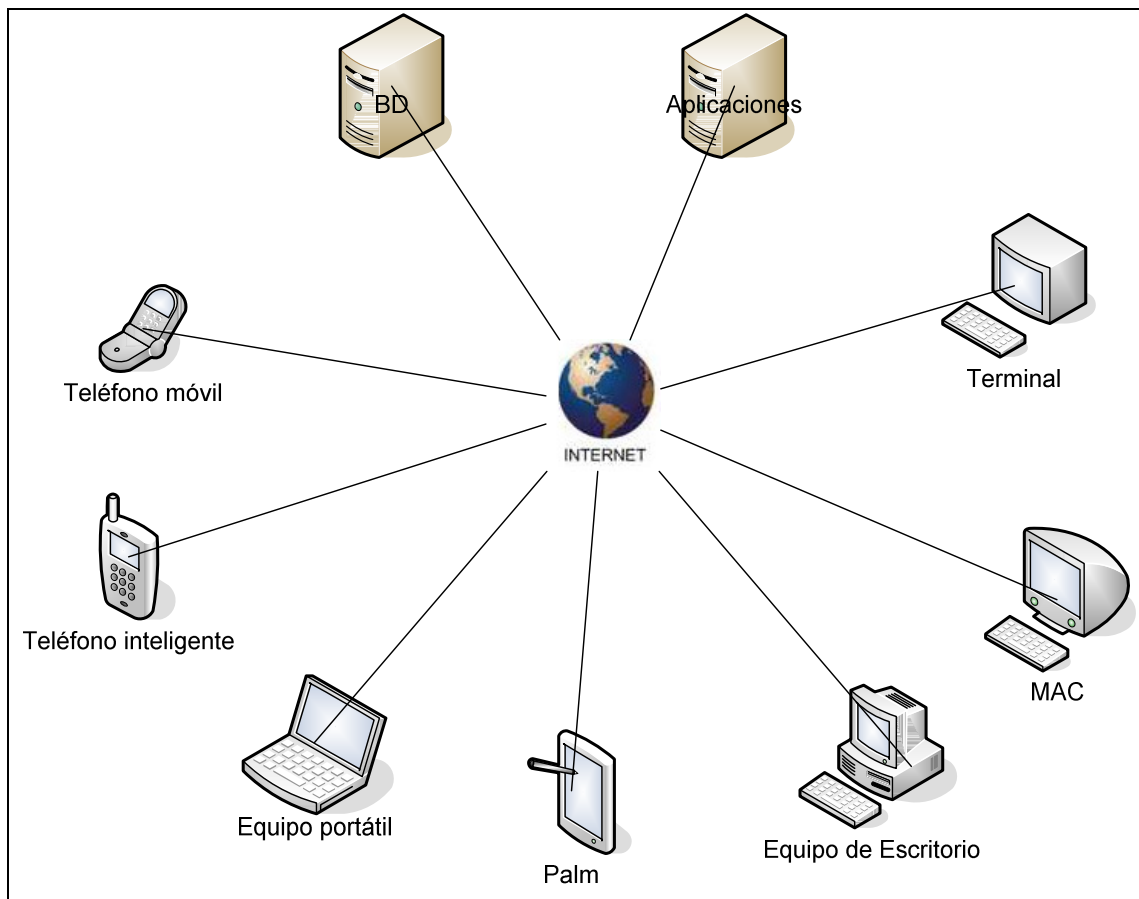 BD
Aplicaciones
Terminal
Teléfono móvil
INTERNET
Teléfono inteligente
MAC
Equipo portátil
Equipo de Escritorio
Palm